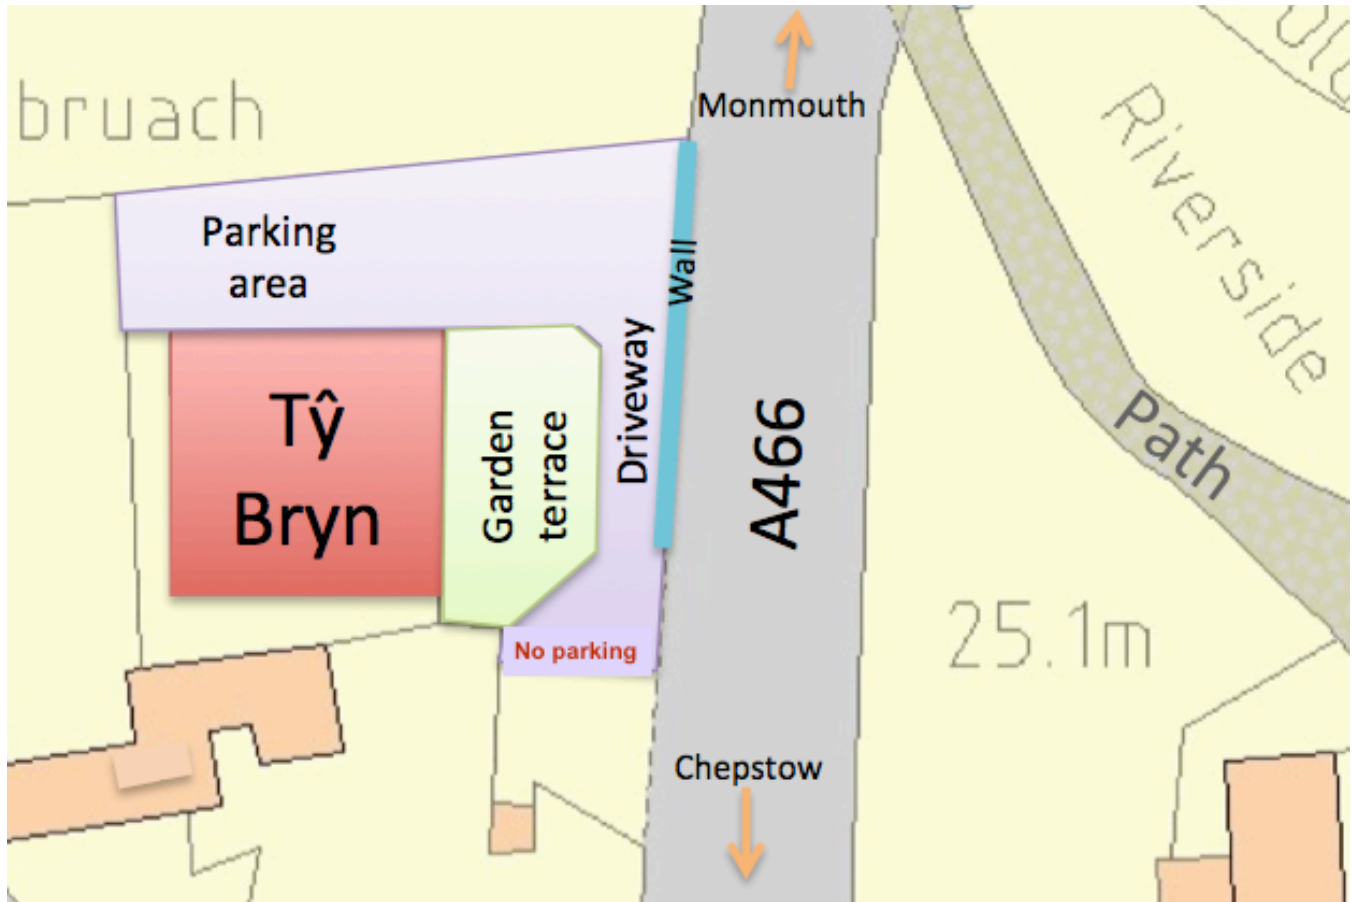 Monmouth
bruach
Riverside
Parking
area
Wall
Driveway
Tŷ
Bryn
Garden
terrace
A466
Path
No parking
25.1m
Chepstow